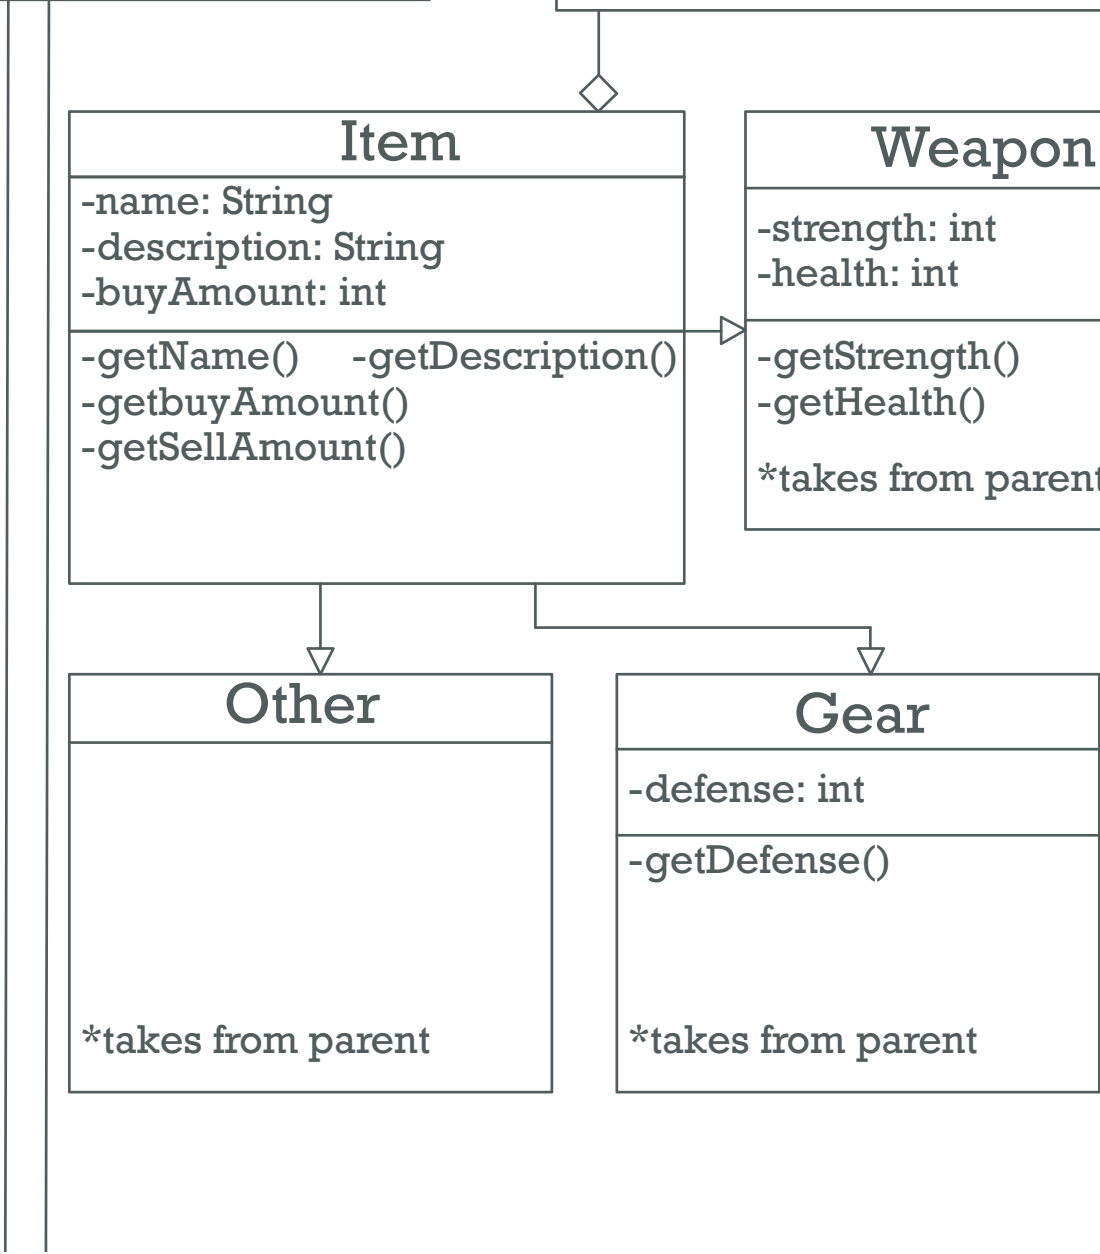 Item
-name: String
-description: String
-buyAmount: int
-getName() -getDescription()
-getbuyAmount()
-getSellAmount()
Weapon
-strength: int
-health: int
-getStrength()
-getHealth()
*takes from parent
Other
*takes from parent
Gear
-defense: int
-getDefense()
*takes from parent